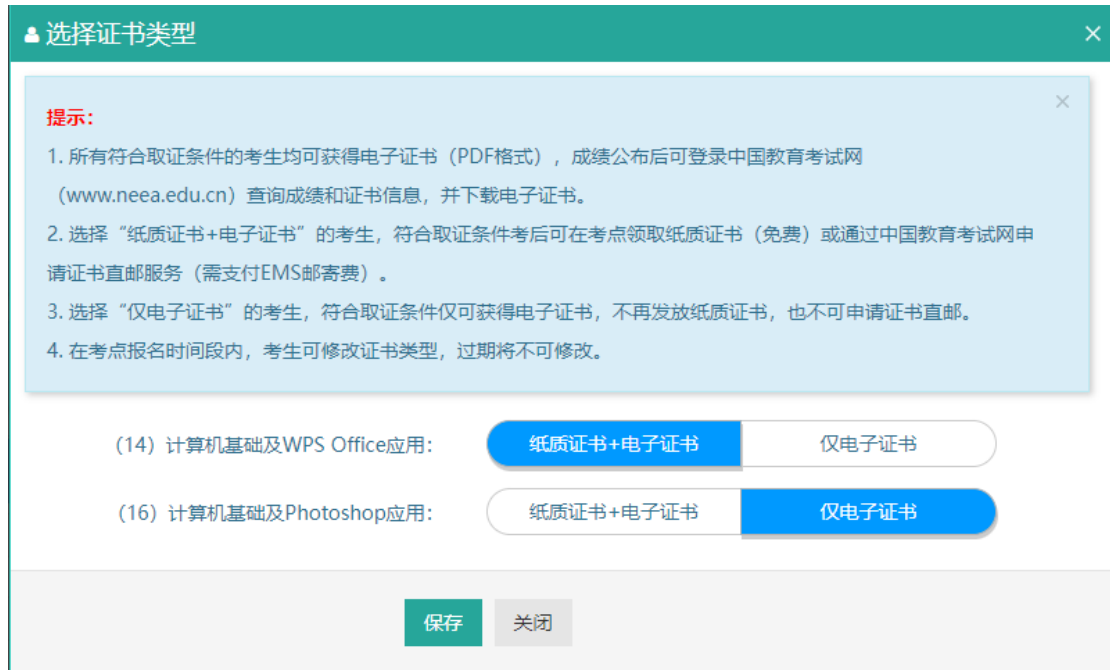 选择证书类型
提示：
1. 所有符合取证条件的考生均可获得电子证书（PDF格式），成绩公布后可登录中国教育考试网
（www.neea.edu.cn）查询成绩和证书信息，并下载电子证书。
2. 选择“纸质证书+电子证书”的考生，符合取证条件考后可在考点领取纸质证书（免费）或通过中国教育考试网申
请证书直邮服务（需支付EMS邮寄费）。
3. 选择“仅电子证书”的考生，符合取证条件仅可获得电子证书，不再发放纸质证书，也不可申请证书直邮。
4. 在考点报名时间段内，考生可修改证书类型，过期将不可修改。
（14）计算机基础及WPS Office应用： 纸质证书+电子证书 仅电子证书
（16）计算机基础及Photoshop应用： 纸质证书+电子证书 仅电子证书
保存 关闭